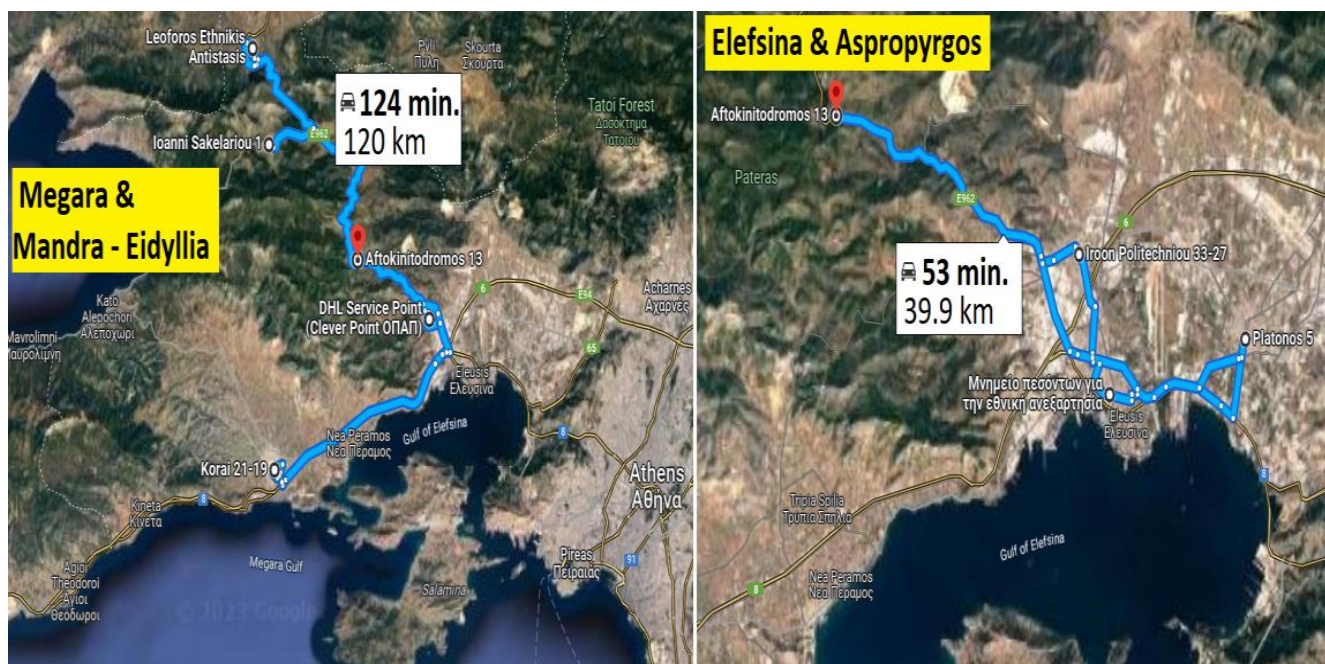 Leoforos Ethnikis
Antistasis
Pyli
Πύλη
Skourta
Σκούρτα
124 min.
120 km
Tatoi Forest
Δασόκτημα
Τατοΐου
E962
Ioanni Sakelariou 1
Megara &
Mandra - Eidyllia
Aftokinitodromos 13
6
E94
Acharnes
Αχαρνές
Kato
Alepochori
Αλεποχώρι
DHL Service Point
(Clever Point ΟΠΑΠ)
65
Mavrolimni
Μαυρολίμνη
Eleusis
Ελευσίνα
Nea Peramos
Νέα Πέραμος
Gulf of Elefsina
8
Korai 21-19
Athens
Αθήνα
Kineta
Κινέτα
8
Agioi
Theodoroi
Άγιοι
Θεόδωροι
Megara Gulf
Pireas
Πειραιάς
91
Salamina
© 2023 Google
Elefsina & Aspropyrgos
Aftokinitodromos 13
Pateras
E962
6
Iroon Politechniou 33-27
53 min.
39.9 km
Platonos 5
Μνημείο πεσόντων για
την εθνική ανεξαρτησία
Eleusis
Ελευσίνα
8
Tripia Spilia
Τρύπια Σπηλιά
Gulf of Elefsina
Nea Peramos
Νέα Πέραμος
8